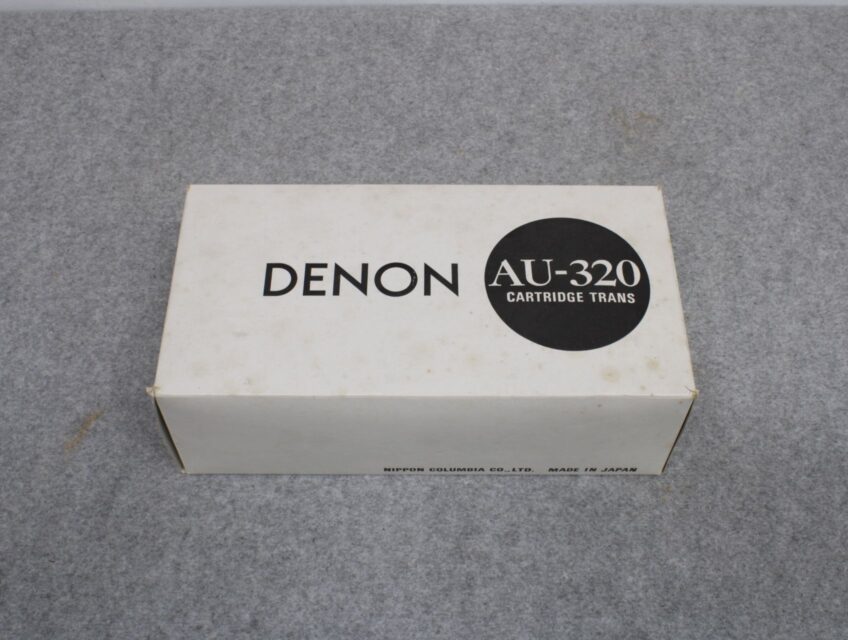 DENON
AU-320
CARTRIDGE TRANS
NIPPON COLUMBIA CO.,LTD. MADE IN JAPAN